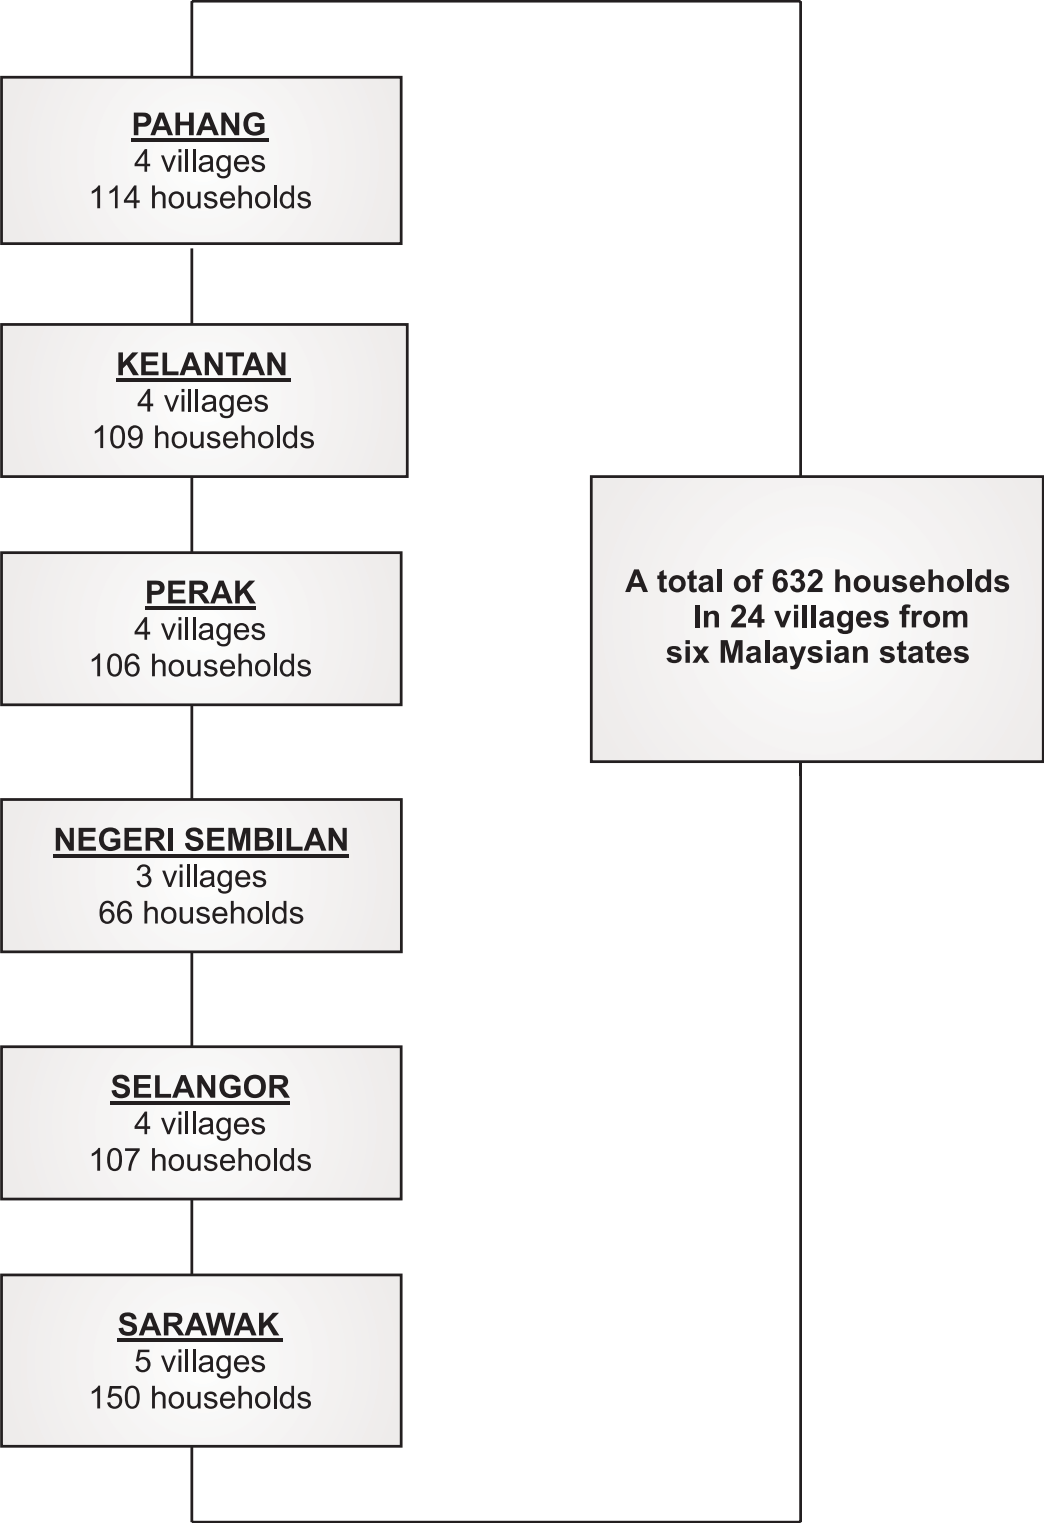 PAHANG
4 villages
114 households
KELANTAN
4 villages
109 households
PERAK
4 villages
106 households
NEGERI SEMBILAN
3 villages
66 households
SELANGOR
4 villages
107 households
SARAWAK
5 villages
150 households
A total of 632 households
In 24 villages from
six Malaysian states